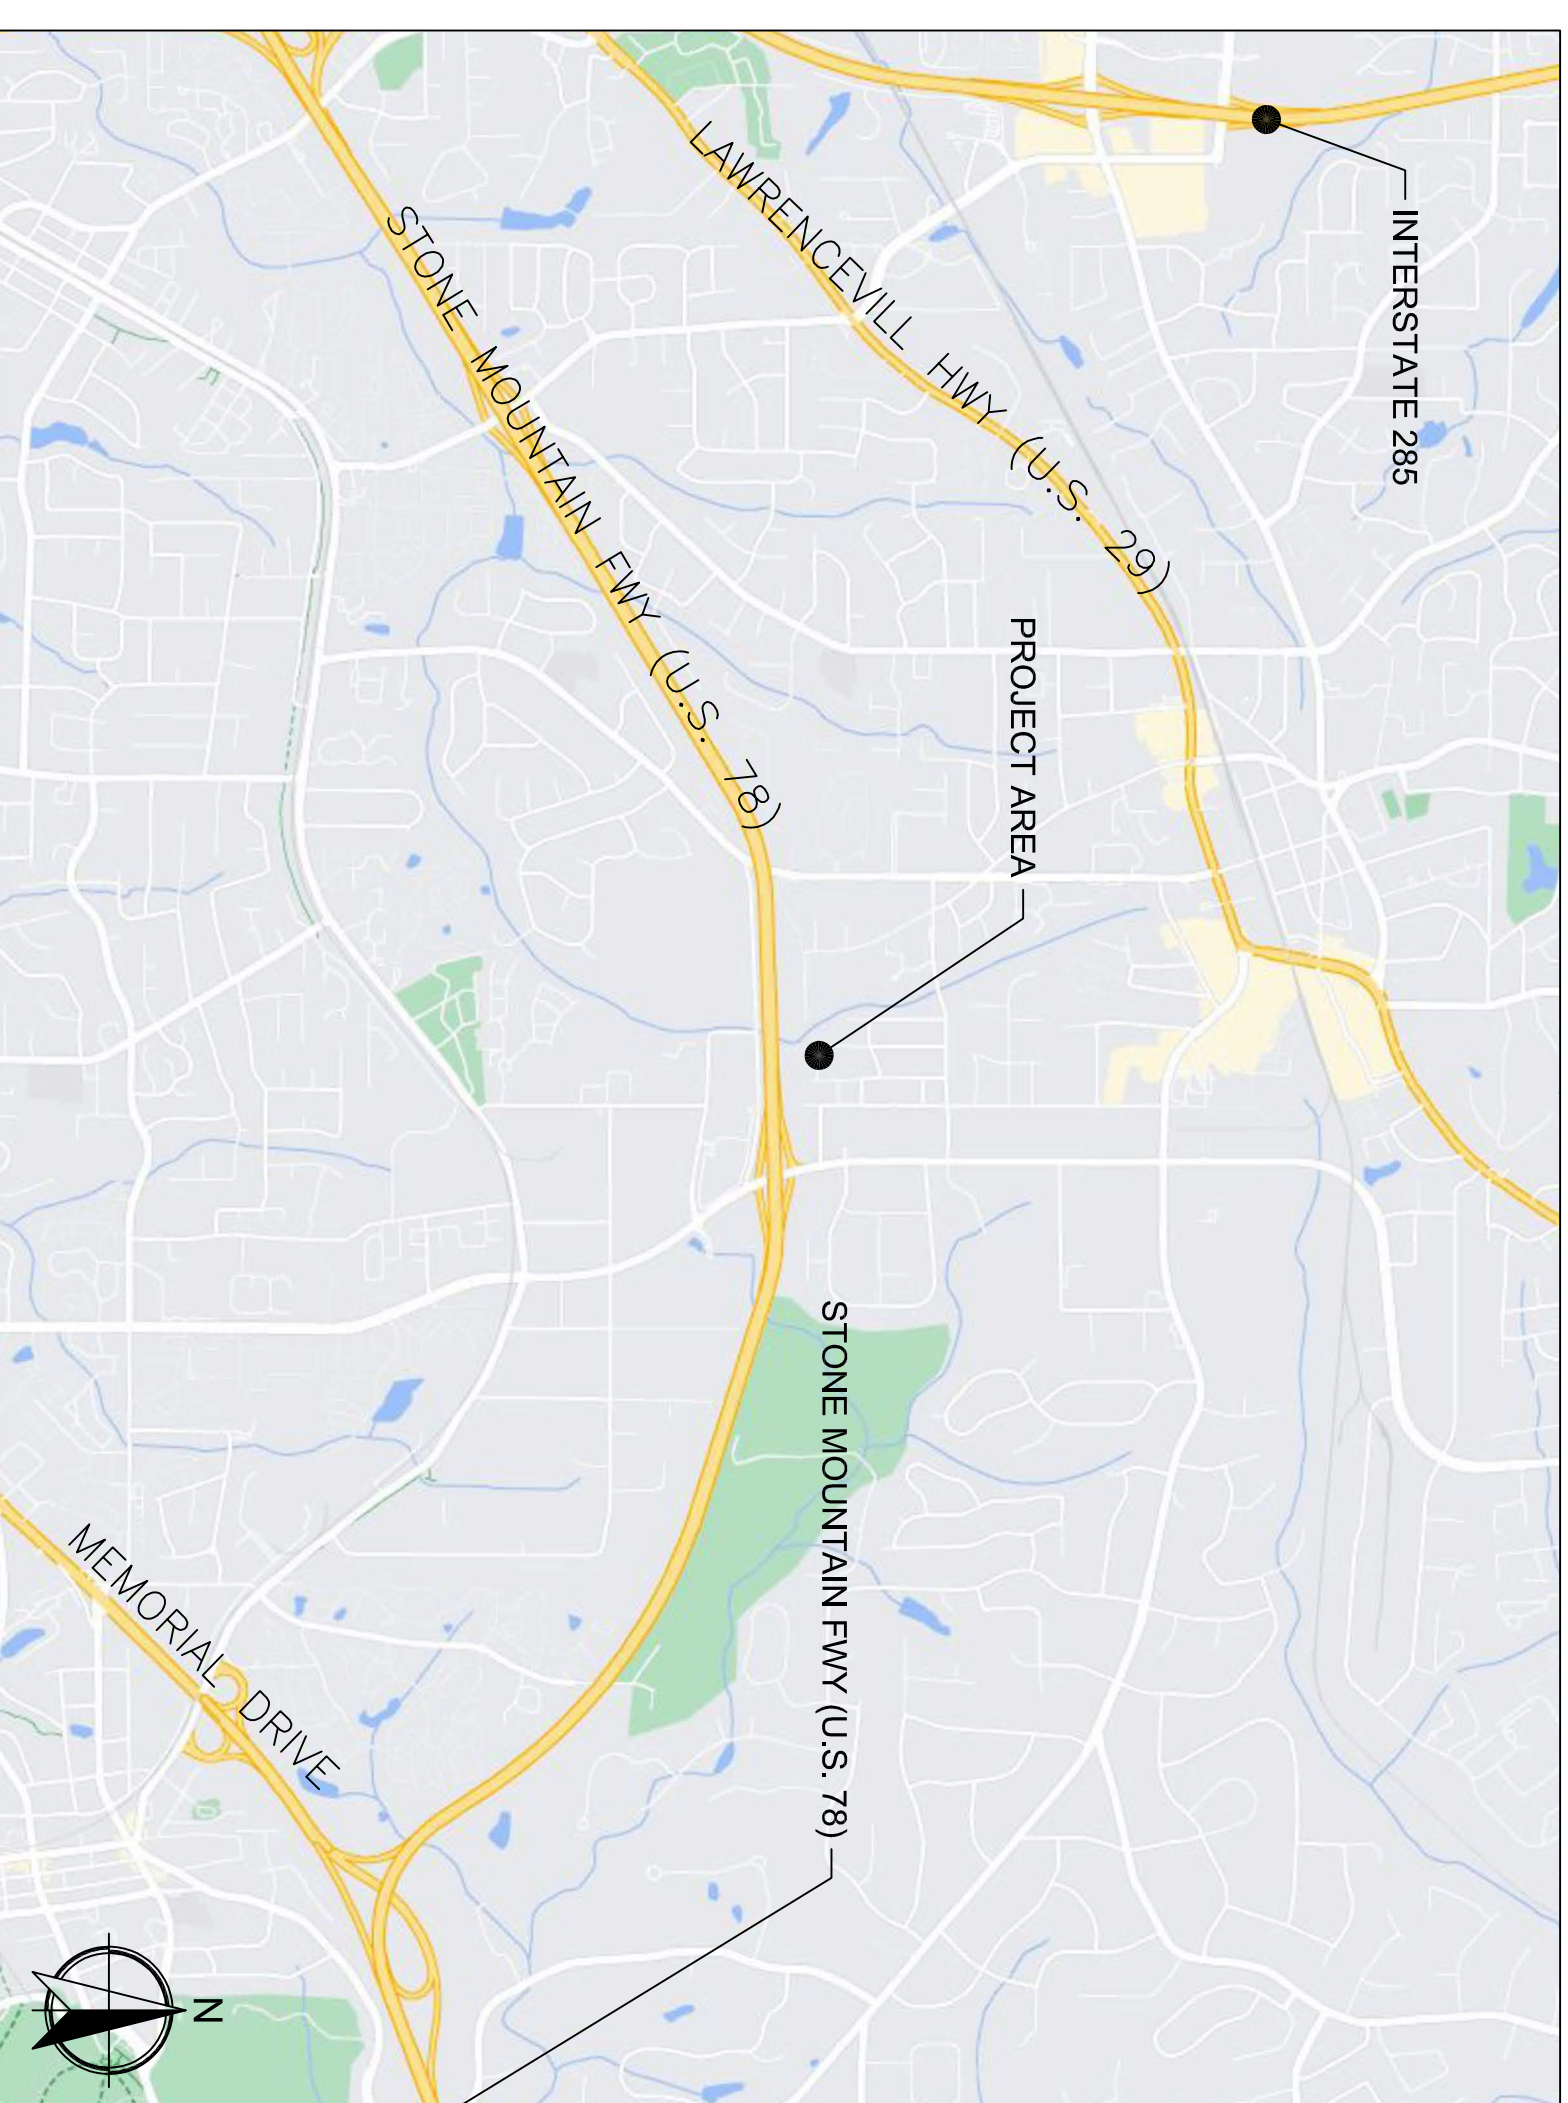 INTERSTATE 285
LAWRENCEVILL HWY (U.S. 29)
PROJECT AREA
STONE MOUNTAIN FWY (U.S. 78)
STONE MOUNTAIN FWY (U.S. 78)
MEMORIAL DRIVE
N